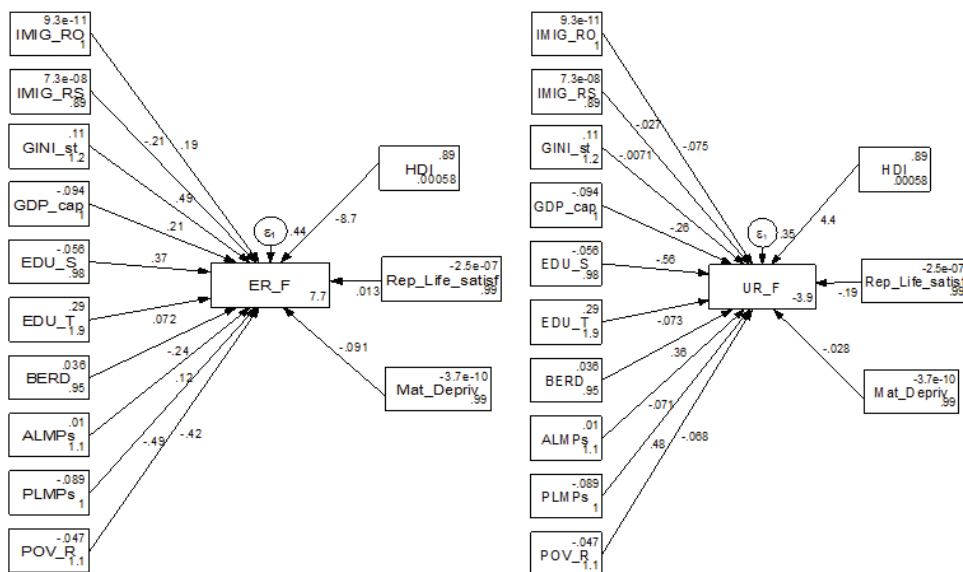 9.3e-11
IMIG_RO
1
7.3e-08
IMIG_RS
.89
.11
GINI_st
1.2
-.094
GDP_cap
1
-.056
EDU_S
.98
.29
EDU_T
1.9
.036
BERD
.95
.01
ALMPs
1.1
-.089
PLMPs
1
-.047
POV_R
1.1
.19
-.21
.49
.21
.37
.072
-.24
.12
-.49
-.42
ε1
.44
ER_F
7.7
.89
HDI
.00058
-8.7
-2.5e-07
Rep_Life_satisf
.99
.013
-3.7e-10
Mat_Depriv
.99
-.091
9.3e-11
IMIG_RO
1
7.3e-08
IMIG_RS
.89
.11
GINI_st
1.2
-.094
GDP_cap
1
-.056
EDU_S
.98
.29
EDU_T
1.9
.036
BERD
.95
.01
ALMPs
1.1
-.089
PLMPs
1
-.047
POV_R
1.1
-.075
-.027
-.0071
-.26
-.56
-.073
.36
-.071
.48
-.068
ε1
.35
UR_F
-3.9
.89
HDI
.00058
4.4
-2.5e-07
Rep_Life_satisf
.99
-.19
-3.7e-10
Mat_Depriv
.99
-.028